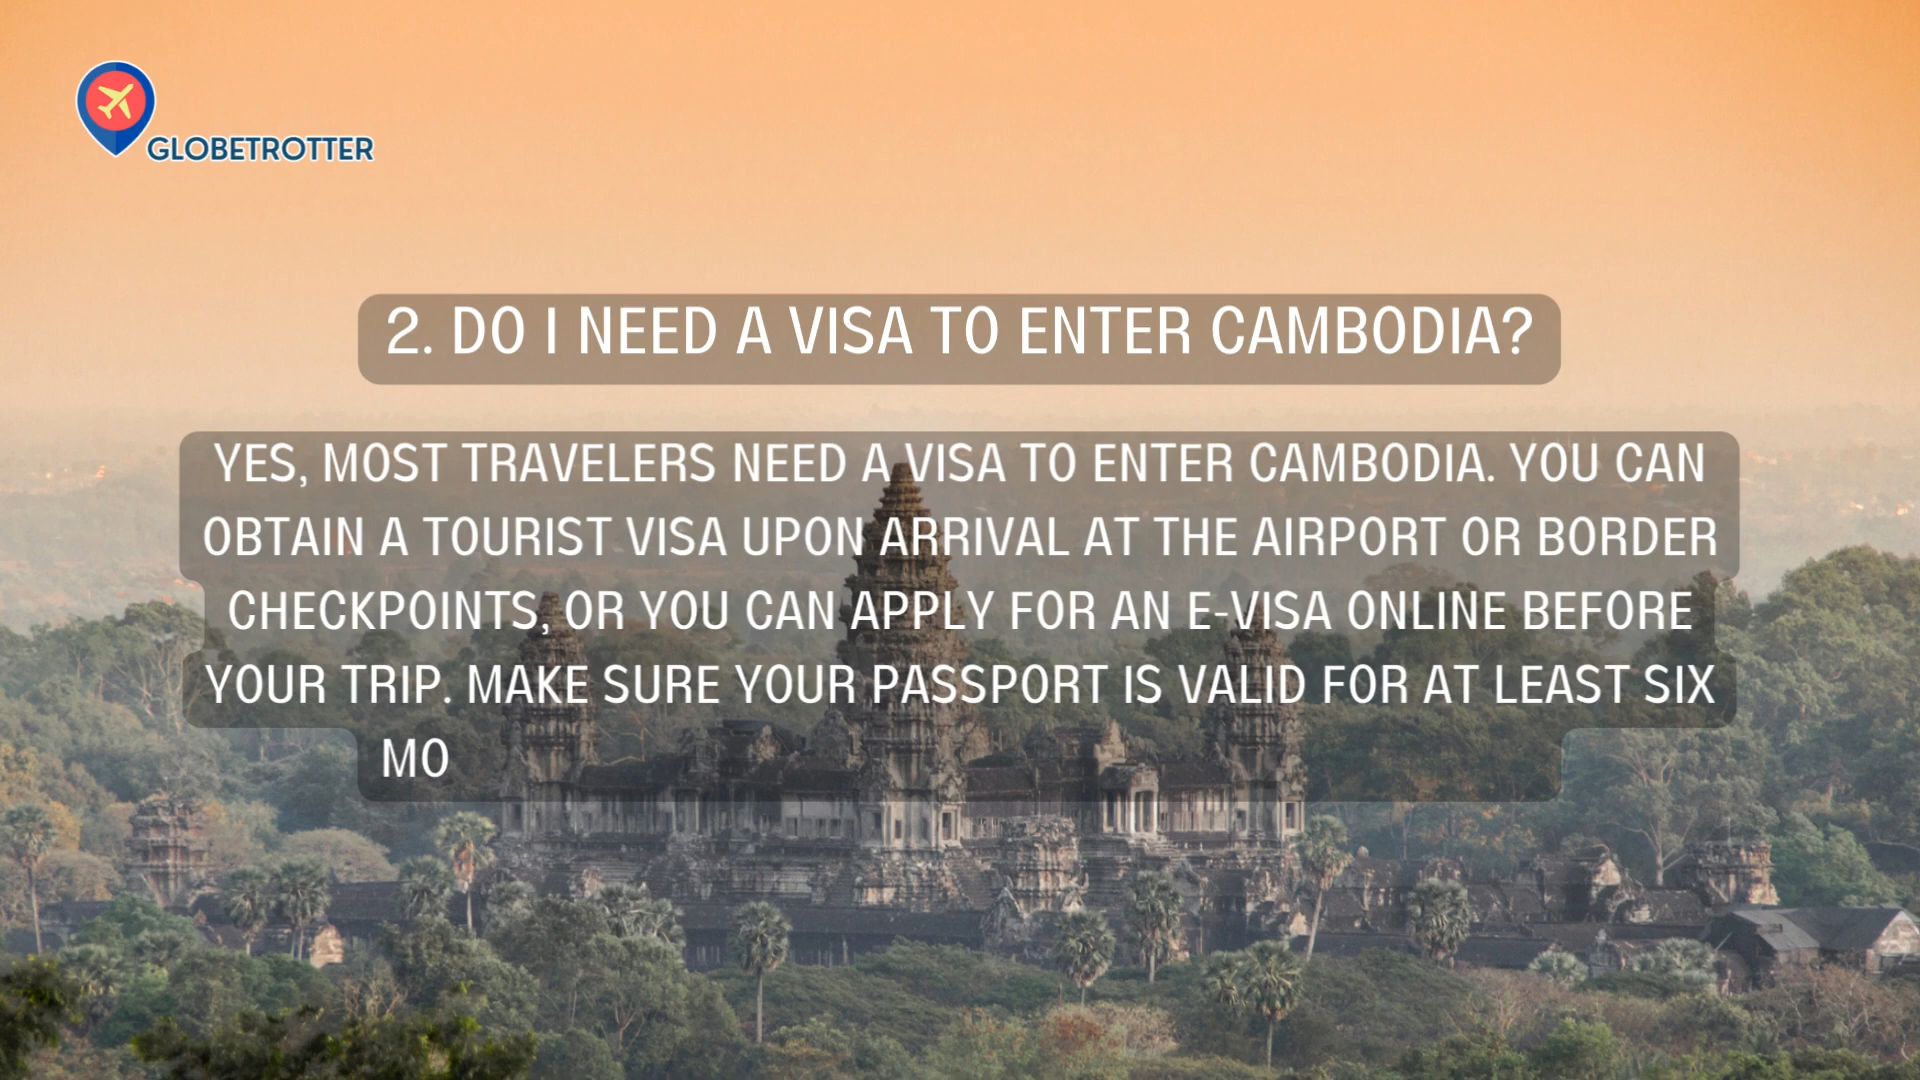 GLOBETROTTER
2. DO I NEED A VISA TO ENTER CAMBODIA?
YES, MOST TRAVELERS NEED A VISA TO ENTER CAMBODIA. YOU CAN
OBTAIN A TOURIST VISA UPON ARRIVAL AT THE AIRPORT OR BORDER
CHECKPOINTS, OR YOU CAN APPLY FOR AN E-VISA ONLINE BEFORE
YOUR TRIP. MAKE SURE YOUR PASSPORT IS VALID FOR AT LEAST SIX
MO